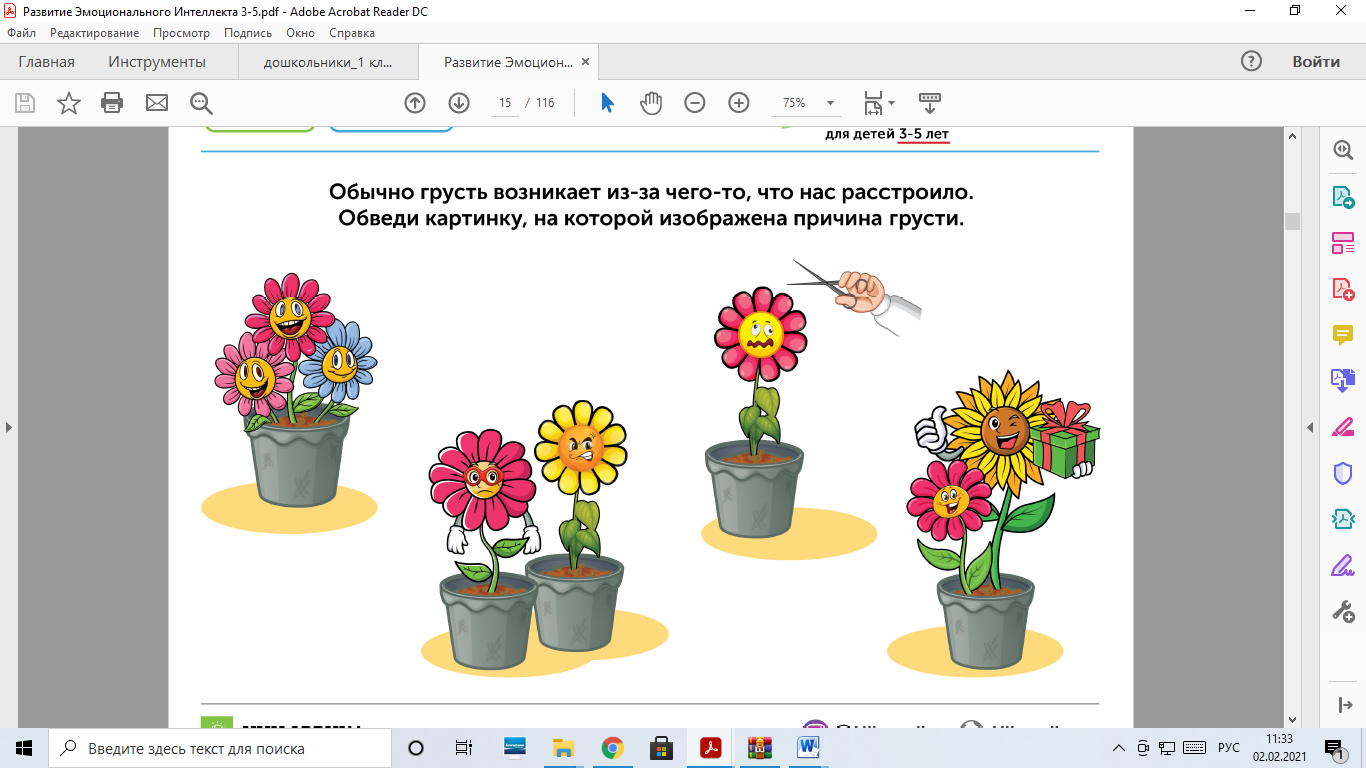 Развитие Эмоционального Интеллекта 3-5.pdf - Adobe Acrobat Reader DC
Файл Редактирование Просмотр Подпись Окно Справка
Главная Инструменты дошкольники_1 кл... Развитие Эмоцион... × Войти
15 / 116 75%
для детей 3-5 лет
Обычно грусть возникает из-за чего-то, что нас расстроило.
Обведи картинку, на которой изображена причина грусти.
Введите здесь текст для поиска
РУС
11:33
02.02.2021
1